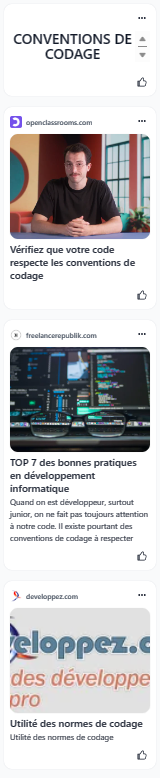 CONVENTIONS DE
CODAGE
openclassrooms.com
Vérifiez que votre code
respecte les conventions de
codage
freelancerepublik.com
TOP 7 des bonnes pratiques
en développement
informatique
Quand on est développeur, surtout
junior, on ne fait pas toujours attention
à notre code. Il existe pourtant des
conventions de codage à respecter
developpez.com
eloppez.c
des développe
pro
Utilité des normes de codage
Utilité des normes de codage